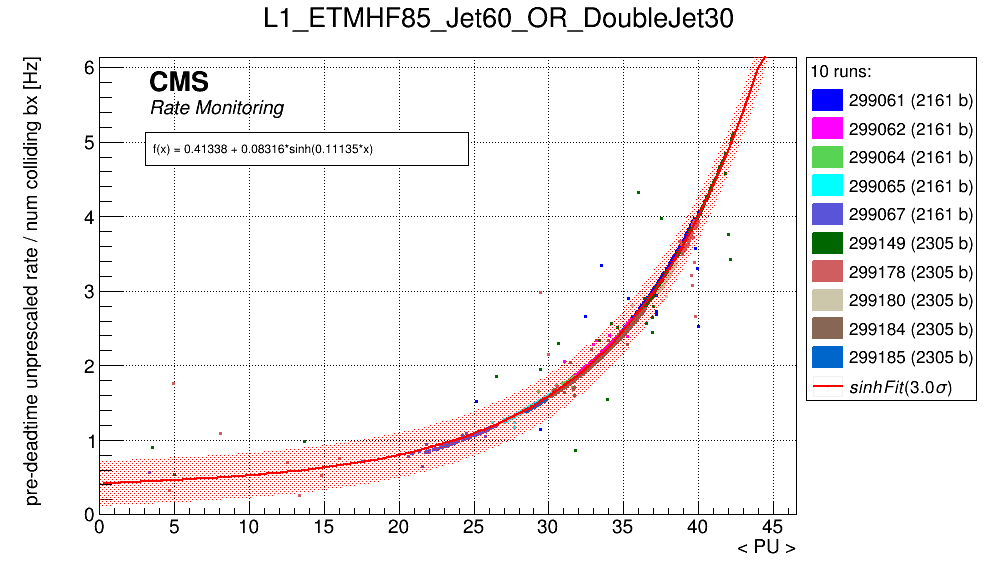 L1_ETMHF85_Jet60_OR_DoubleJet30
pre-deadtime unprescaled rate / num colliding bx [Hz]
CMS
Rate Monitoring
f(x) = 0.41338 + 0.08316*sinh(0.11135*x)
6
5
4
3
2
1
0
0 5 10 15 20 25 30 35 40 45
< PU >
10 runs:
299061 (2161 b)
299062 (2161 b)
299064 (2161 b)
299065 (2161 b)
299067 (2161 b)
299149 (2305 b)
299178 (2305 b)
299180 (2305 b)
299184 (2305 b)
299185 (2305 b)
sinhFit(3.0σ)